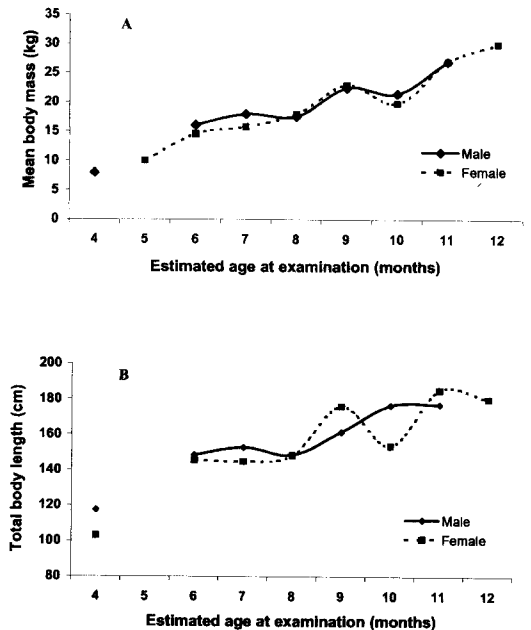 A
Mean body mass (kg)
35
30
25
20
15
10
5
0
Male
Female
4 5 6 7 8 9 10 11 12
Estimated age at examination (months)
B
Total body length (cm)
200
180
160
140
120
100
80
Male
Female
4 5 6 7 8 9 10 11 12
Estimated age at examination (months)